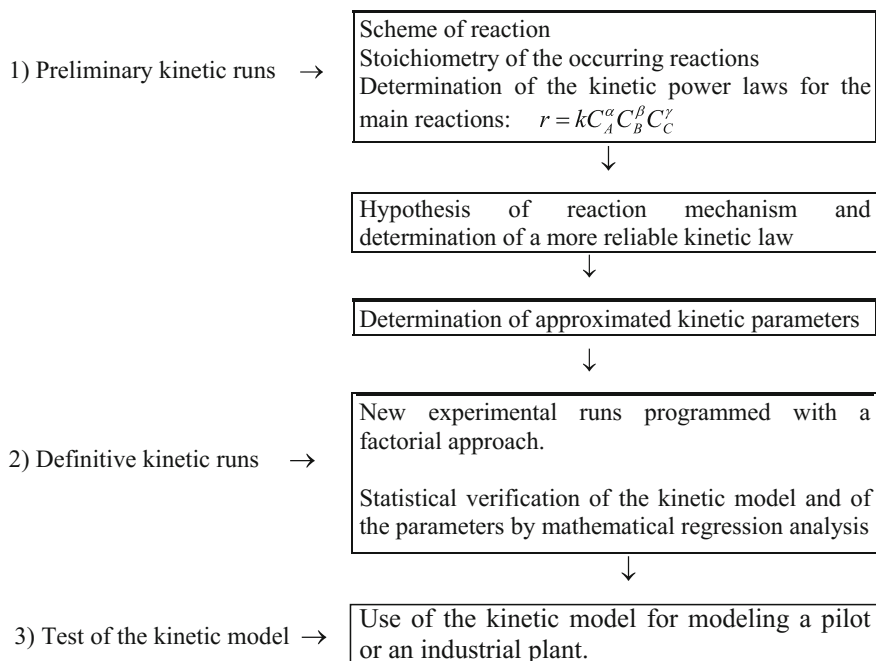 Scheme of reaction
Stoichiometry of the occurring reactions
1) Preliminary kinetic runs →
Determination of the kinetic power laws for the
main reactions: r = kC_A^α C_B^β C_C^γ
↓
Hypothesis of reaction mechanism and
determination of a more reliable kinetic law
↓
Determination of approximated kinetic parameters
↓
New experimental runs programmed with a
factorial approach.
2) Definitive kinetic runs →
Statistical verification of the kinetic model and of
the parameters by mathematical regression analysis
↓
3) Test of the kinetic model →
Use of the kinetic model for modeling a pilot
or an industrial plant.